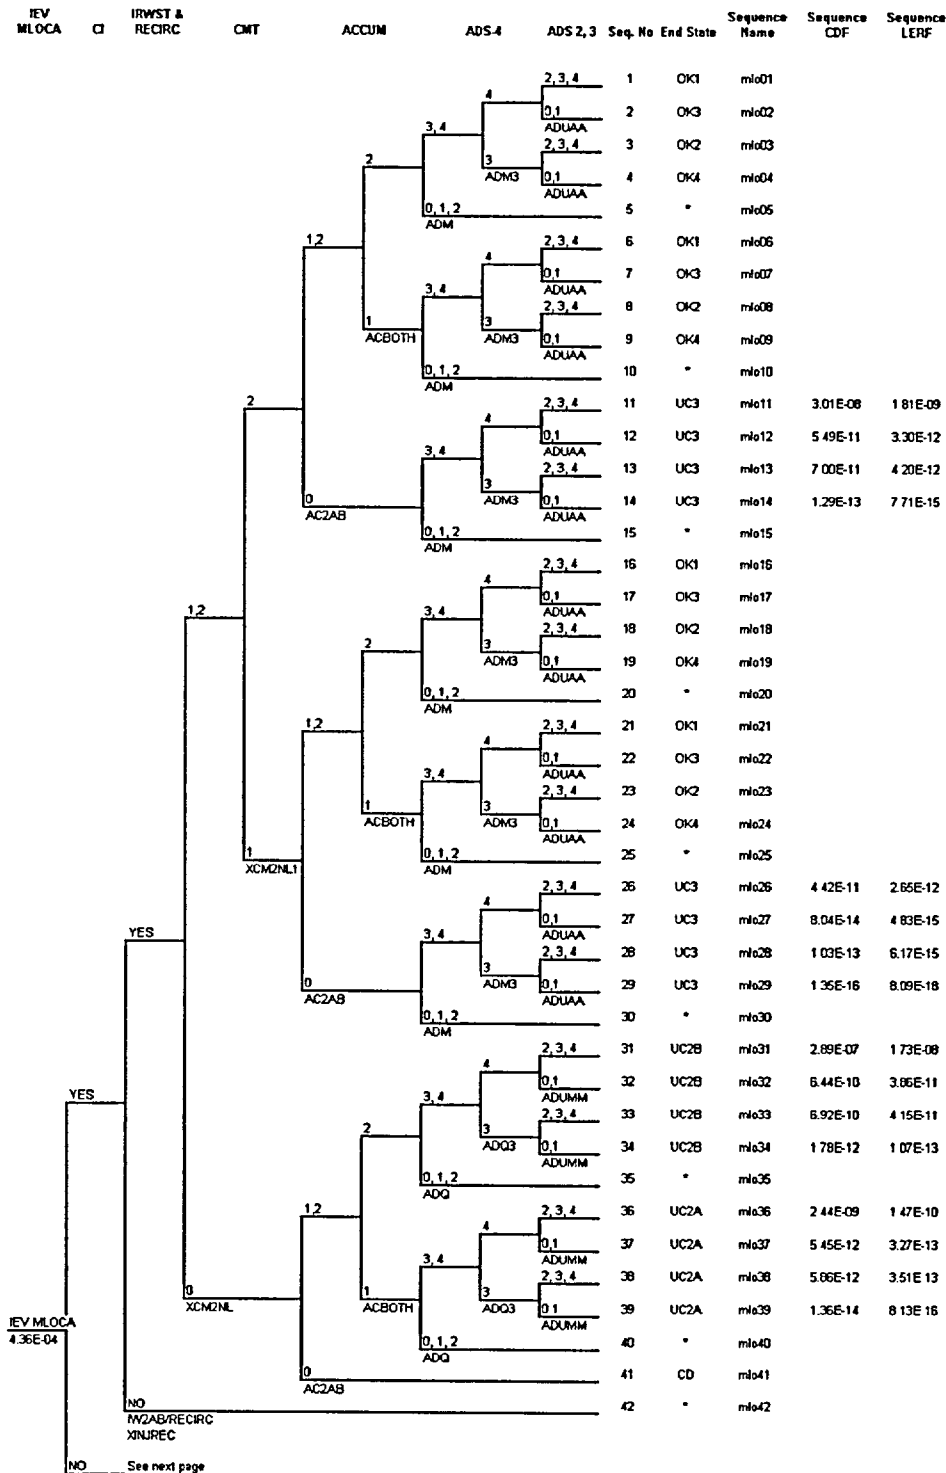 IEV MLOCA CI IRWST & RECIRC CMT ACCUM ADS-4 ADS 2, 3 Seq. No End State Sequence Name Sequence CDF Sequence LERF
2, 3, 4 1 OK1 mlo01
4
0,1 2 OK3 mlo02
ADUAA
3, 4
2, 3, 4 3 OK2 mlo03
2 3
ADM3
0,1 4 OK4 mlo04
ADUAA
0, 1, 2 5 * mlo05
ADM
1,2
2, 3, 4 6 OK1 mlo06
4
0,1 7 OK3 mlo07
ADUAA
3, 4
2, 3, 4 8 OK2 mlo08
1 3
ACBOTH ADM3
0,1 9 OK4 mlo09
ADUAA
0, 1, 2 10 * mlo10
ADM
2
2, 3, 4 11 UC3 mlo11 3.01E-08 1.81E-09
4
0,1 12 UC3 mlo12 5.49E-11 3.30E-12
ADUAA
3, 4
2, 3, 4 13 UC3 mlo13 7.00E-11 4.20E-12
0 3
AC2AB ADM3
0,1 14 UC3 mlo14 1.29E-13 7.71E-15
ADUAA
0, 1, 2 15 * mlo15
ADM
2, 3, 4 16 OK1 mlo16
4
1,2
0,1 17 OK3 mlo17
ADUAA
3, 4
2, 3, 4 18 OK2 mlo18
2 3
ADM3
0,1 19 OK4 mlo19
ADUAA
0, 1, 2 20 * mlo20
ADM
1,2
2, 3, 4 21 OK1 mlo21
4
0,1 22 OK3 mlo22
ADUAA
3, 4
2, 3, 4 23 OK2 mlo23
1 3
ACBOTH ADM3
0,1 24 OK4 mlo24
ADUAA
1 0, 1, 2 25 * mlo25
XCM2NL1 ADM
2, 3, 4 26 UC3 mlo26 4.42E-11 2.65E-12
4
0,1 27 UC3 mlo27 8.04E-14 4.83E-15
ADUAA
YES 3, 4
2, 3, 4 28 UC3 mlo28 1.03E-13 6.17E-15
0 3
AC2AB ADM3
0,1 29 UC3 mlo29 1.35E-16 8.09E-18
ADUAA
0, 1, 2 30 * mlo30
ADM
2, 3, 4 31 UC2B mlo31 2.89E-07 1.73E-08
4
0,1 32 UC2B mlo32 6.44E-10 3.86E-11
ADUMM
YES 3, 4
2, 3, 4 33 UC2B mlo33 6.92E-10 4.15E-11
2 3
ADQ3
0,1 34 UC2B mlo34 1.78E-12 1.07E-13
ADUMM
0, 1, 2 35 * mlo35
ADQ
1,2
2, 3, 4 36 UC2A mlo36 2.44E-09 1.47E-10
4
0,1 37 UC2A mlo37 5.45E-12 3.27E-13
ADUMM
3, 4
2, 3, 4 38 UC2A mlo38 5.86E-12 3.51E 13
0 1 3
XCM2NL ACBOTH ADQ3
0 1 39 UC2A mlo39 1.36E-14 8.13E 16
ADUMM
IEV MLOCA
4.36E-04
0, 1, 2 40 * mlo40
ADQ
0 41 CD mlo41
AC2AB
NO 42 * mlo42
IW2AB/RECIRC
XINJREC
NO See next page